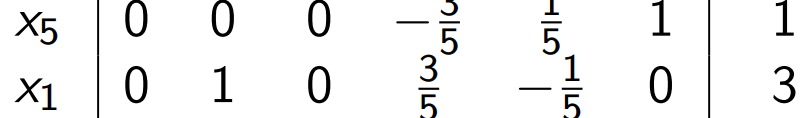 x₅ | 0 0 0 −3/5 1/5 1 | 1
x₁ | 0 1 0 3/5 −1/5 0 | 3